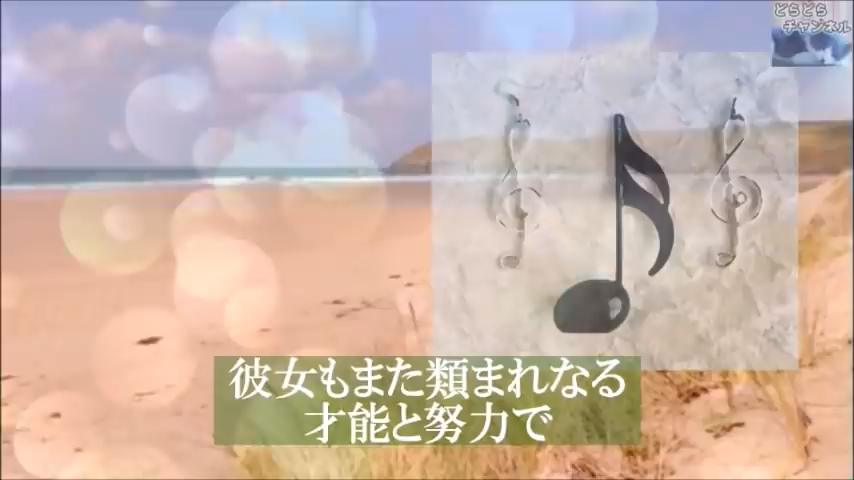 どらどら
チャンネル
彼女もまた類まれなる
才能と努力で